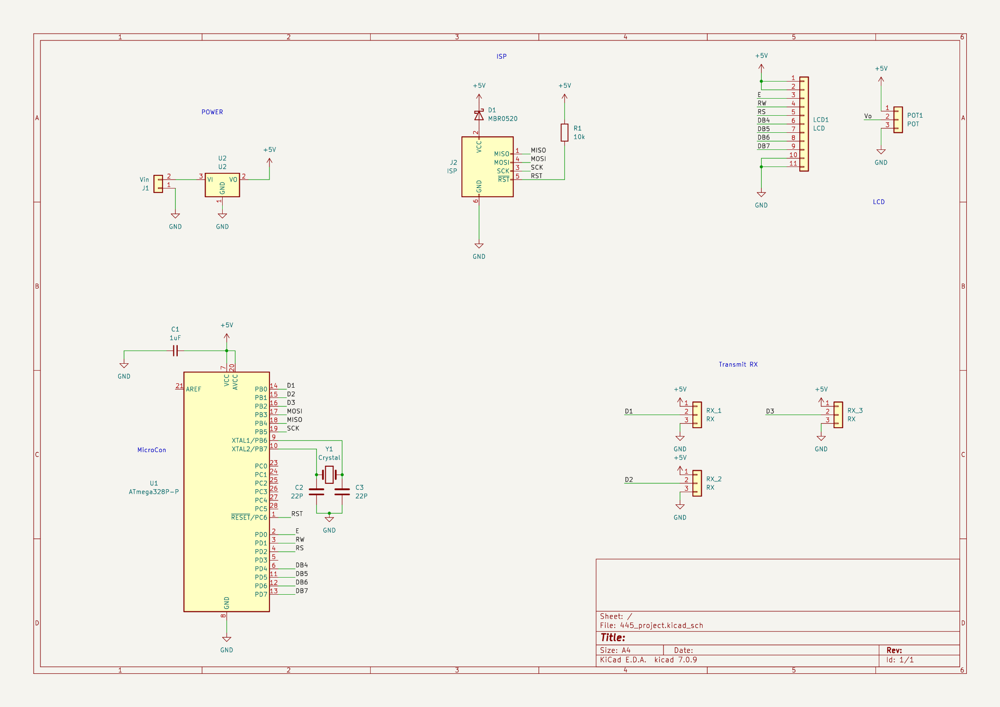 1 2 3 4 5 6
A
B
C
D
A
B
C
D
1 2 3 4 5 6
POWER
+5V
U2
U2
Vin
J1
2
1
3 VI
VO 2
GND
1
GND
GND
ISP
+5V
+5V
D1
MBR0520
R1
10k
2
VCC
J2
ISP
MISO 1 MISO
MOSI 4 MOSI
SCK 3 SCK
RST 5 RST
GND
6
GND
+5V
1
2
E 3
RW 4
RS 5
DB4 6
DB5 7
DB6 8
DB7 9
10
11
LCD1
LCD
GND
+5V
1
Vo 2
3
POT1
POT
GND
LCD
+5V
C1
1uF
GND
7
20
VCC
AVCC
21 AREF
PB0 14 D1
PB1 15 D2
PB2 16 D3
PB3 17 MOSI
PB4 18 MISO
PB5 19 SCK
XTAL1/PB6 9
XTAL2/PB7 10
PC0 23
PC1 24
PC2 25
PC3 26
PC4 27
PC5 28
RESET/PC6 1 RST
PD0 2 E
PD1 3 RW
PD2 4 RS
PD3 5
PD4 6 DB4
PD5 11 DB5
PD6 12 DB6
PD7 13 DB7
GND
8
GND
MicroCon
U1
ATmega328P-P
Y1
Crystal
C2
22P
C3
22P
GND
Transmit RX
+5V
1
D1 2
3
RX_1
RX
GND
+5V
1
D3 2
3
RX_3
RX
GND
+5V
1
D2 2
3
RX_2
RX
GND
Sheet: /
File: 445_project.kicad_sch
Title:
Size: A4 Date: Rev:
KiCad E.D.A. kicad 7.0.9 Id: 1/1